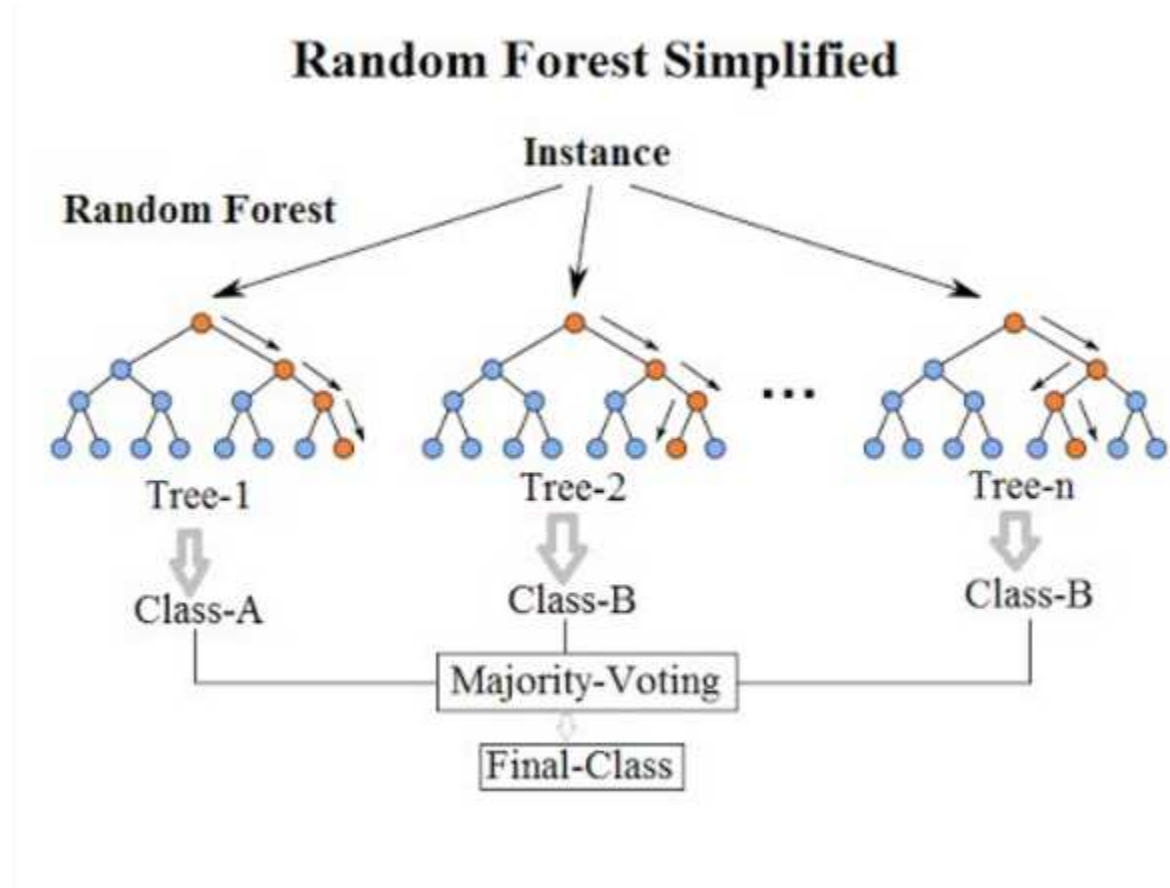 Random Forest Simplified
Instance
Random Forest
...
Tree-1
Tree-2
Tree-n
Class-A
Class-B
Class-B
Majority-Voting
Final-Class